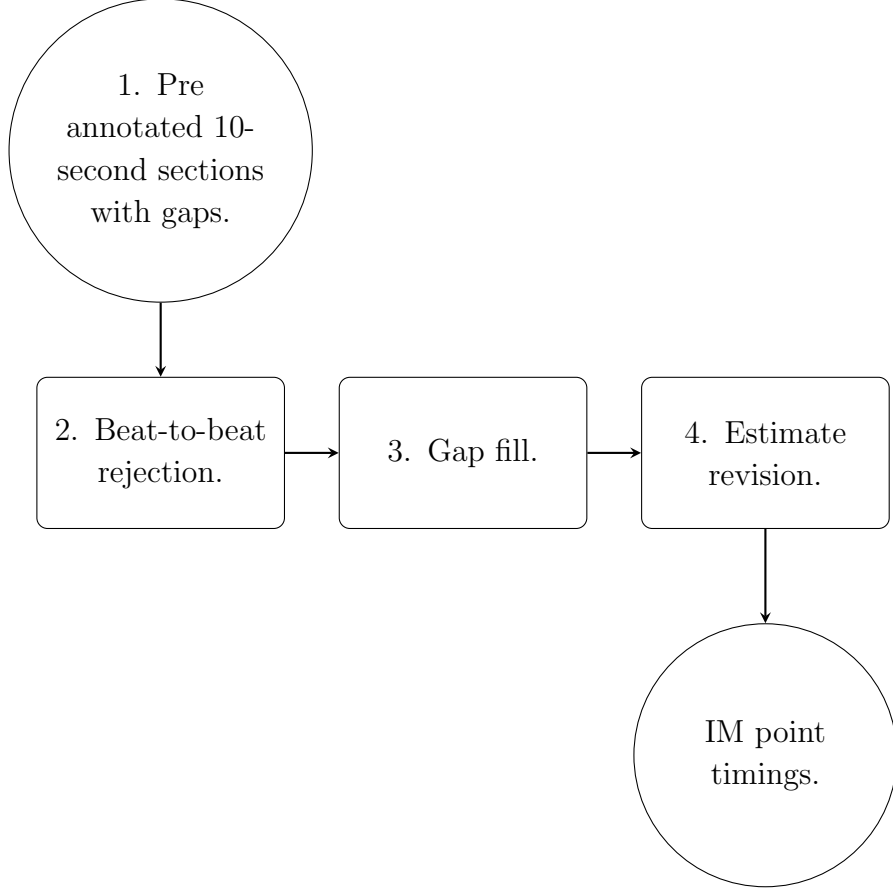 1. Pre
annotated 10-
second sections
with gaps.
2. Beat-to-beat
rejection.
3. Gap fill.
4. Estimate
revision.
IM point
timings.